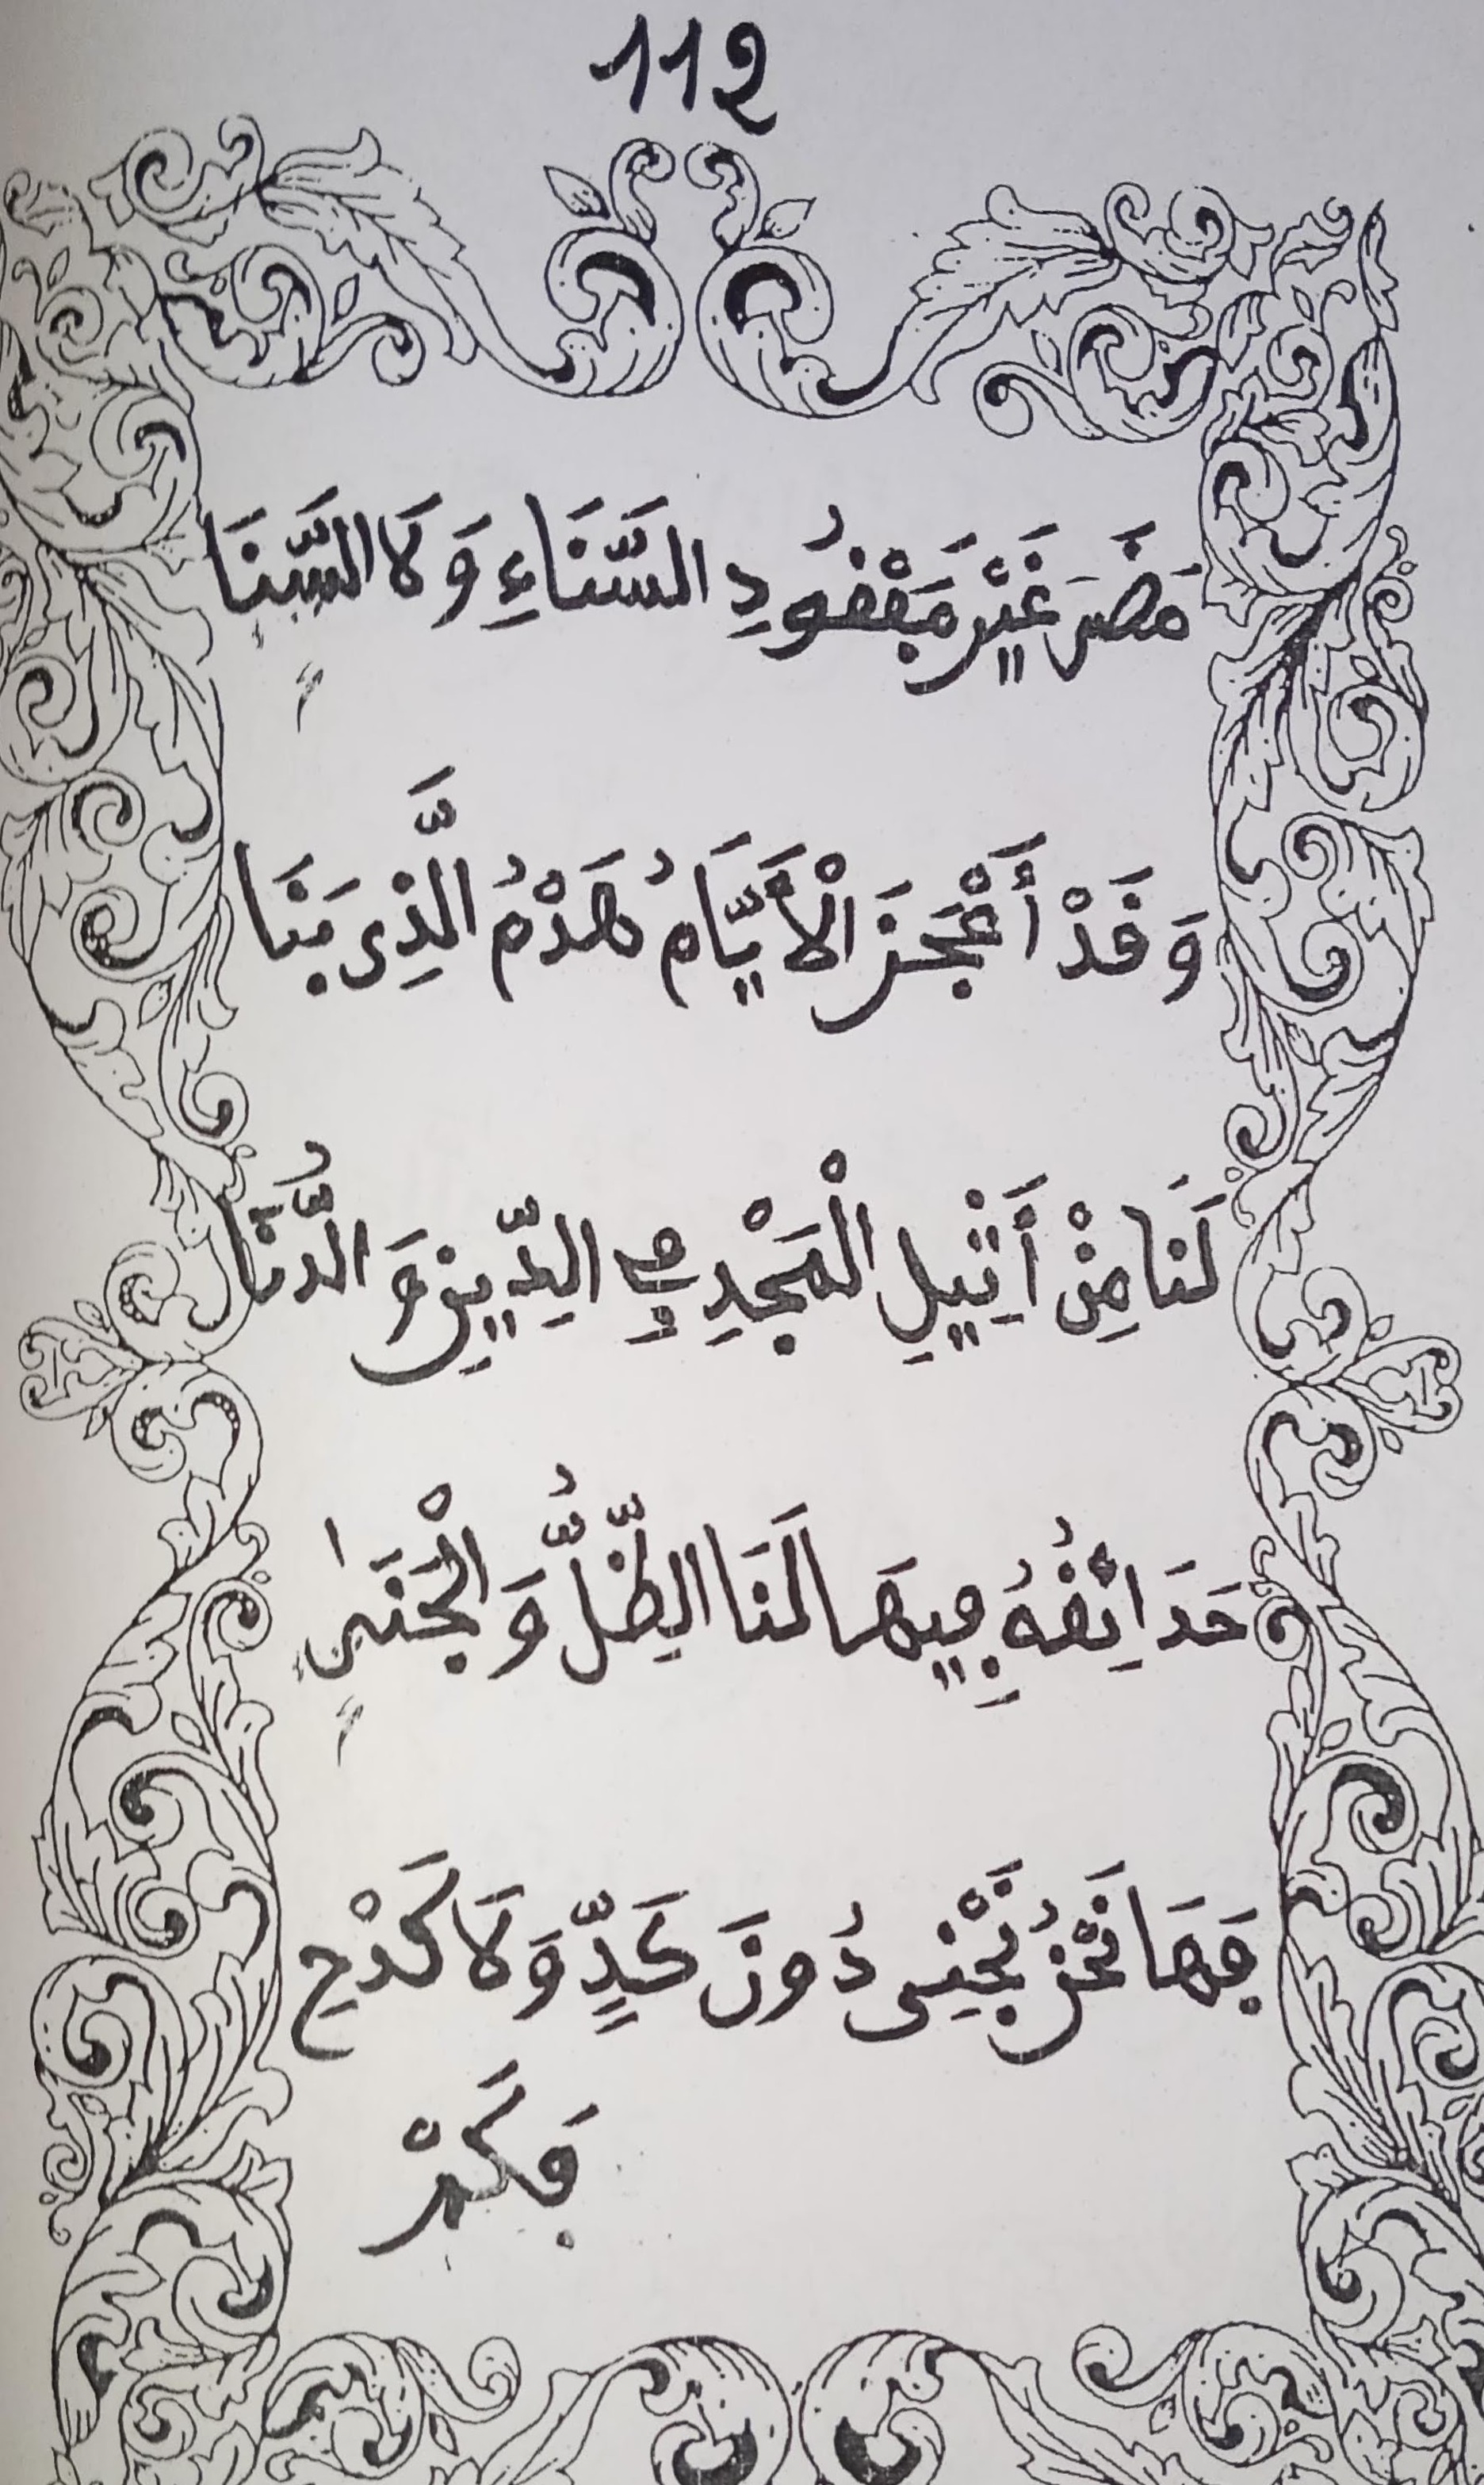 112
مَضَى غَيْرَ مَفْقُودِ السَّنَاءِ وَلَا السَّنَا
وَقَدْ أَعْجَزَ الْأَيَّامَ هَدْمُ الَّذِي بَنَا
لَنَا مِنْ أَثِيلِ الْمَجْدِ فِي الدِّينِ وَالدُّنَا
حَدَائِقُهُ فِيهَا لَنَا الظِّلُّ وَالْجَنَى
فَهَا نَحْنُ نَجْنِي دُونَ كَدٍّ وَلَا كَدْحِ
فَكَمْ